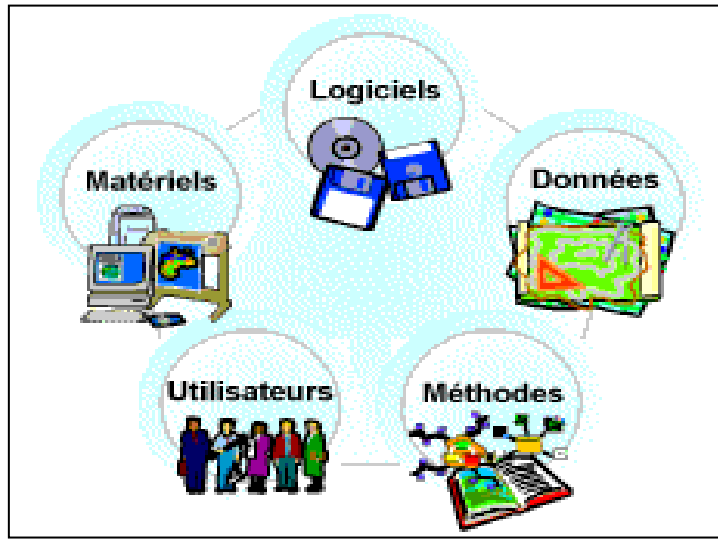 Logiciels
Matériels
Données
Utilisateurs
Méthodes